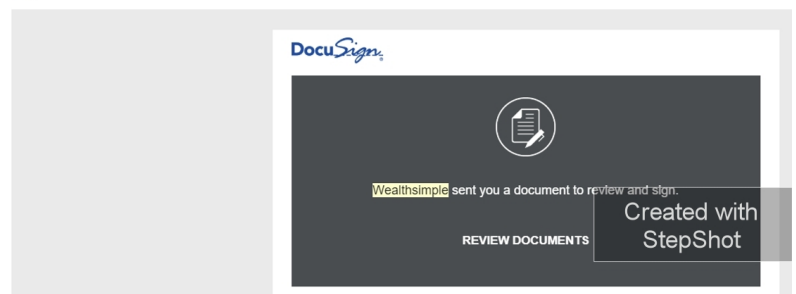 DocuSign
Wealthsimple sent you a document to review and sign.
REVIEW DOCUMENTS
Created with
StepShot